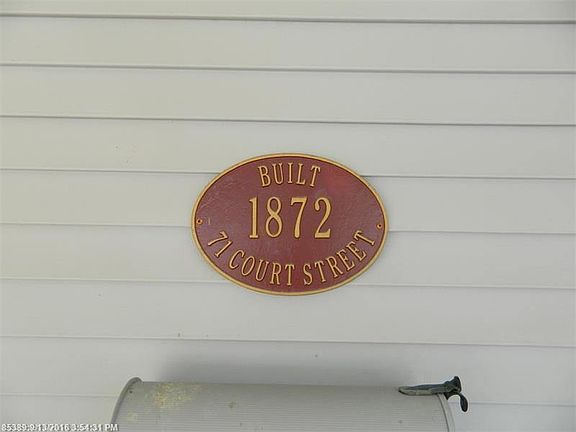 BUILT
1872
71 COURT STREET
85389:9/13/2016 3:54:31 PM